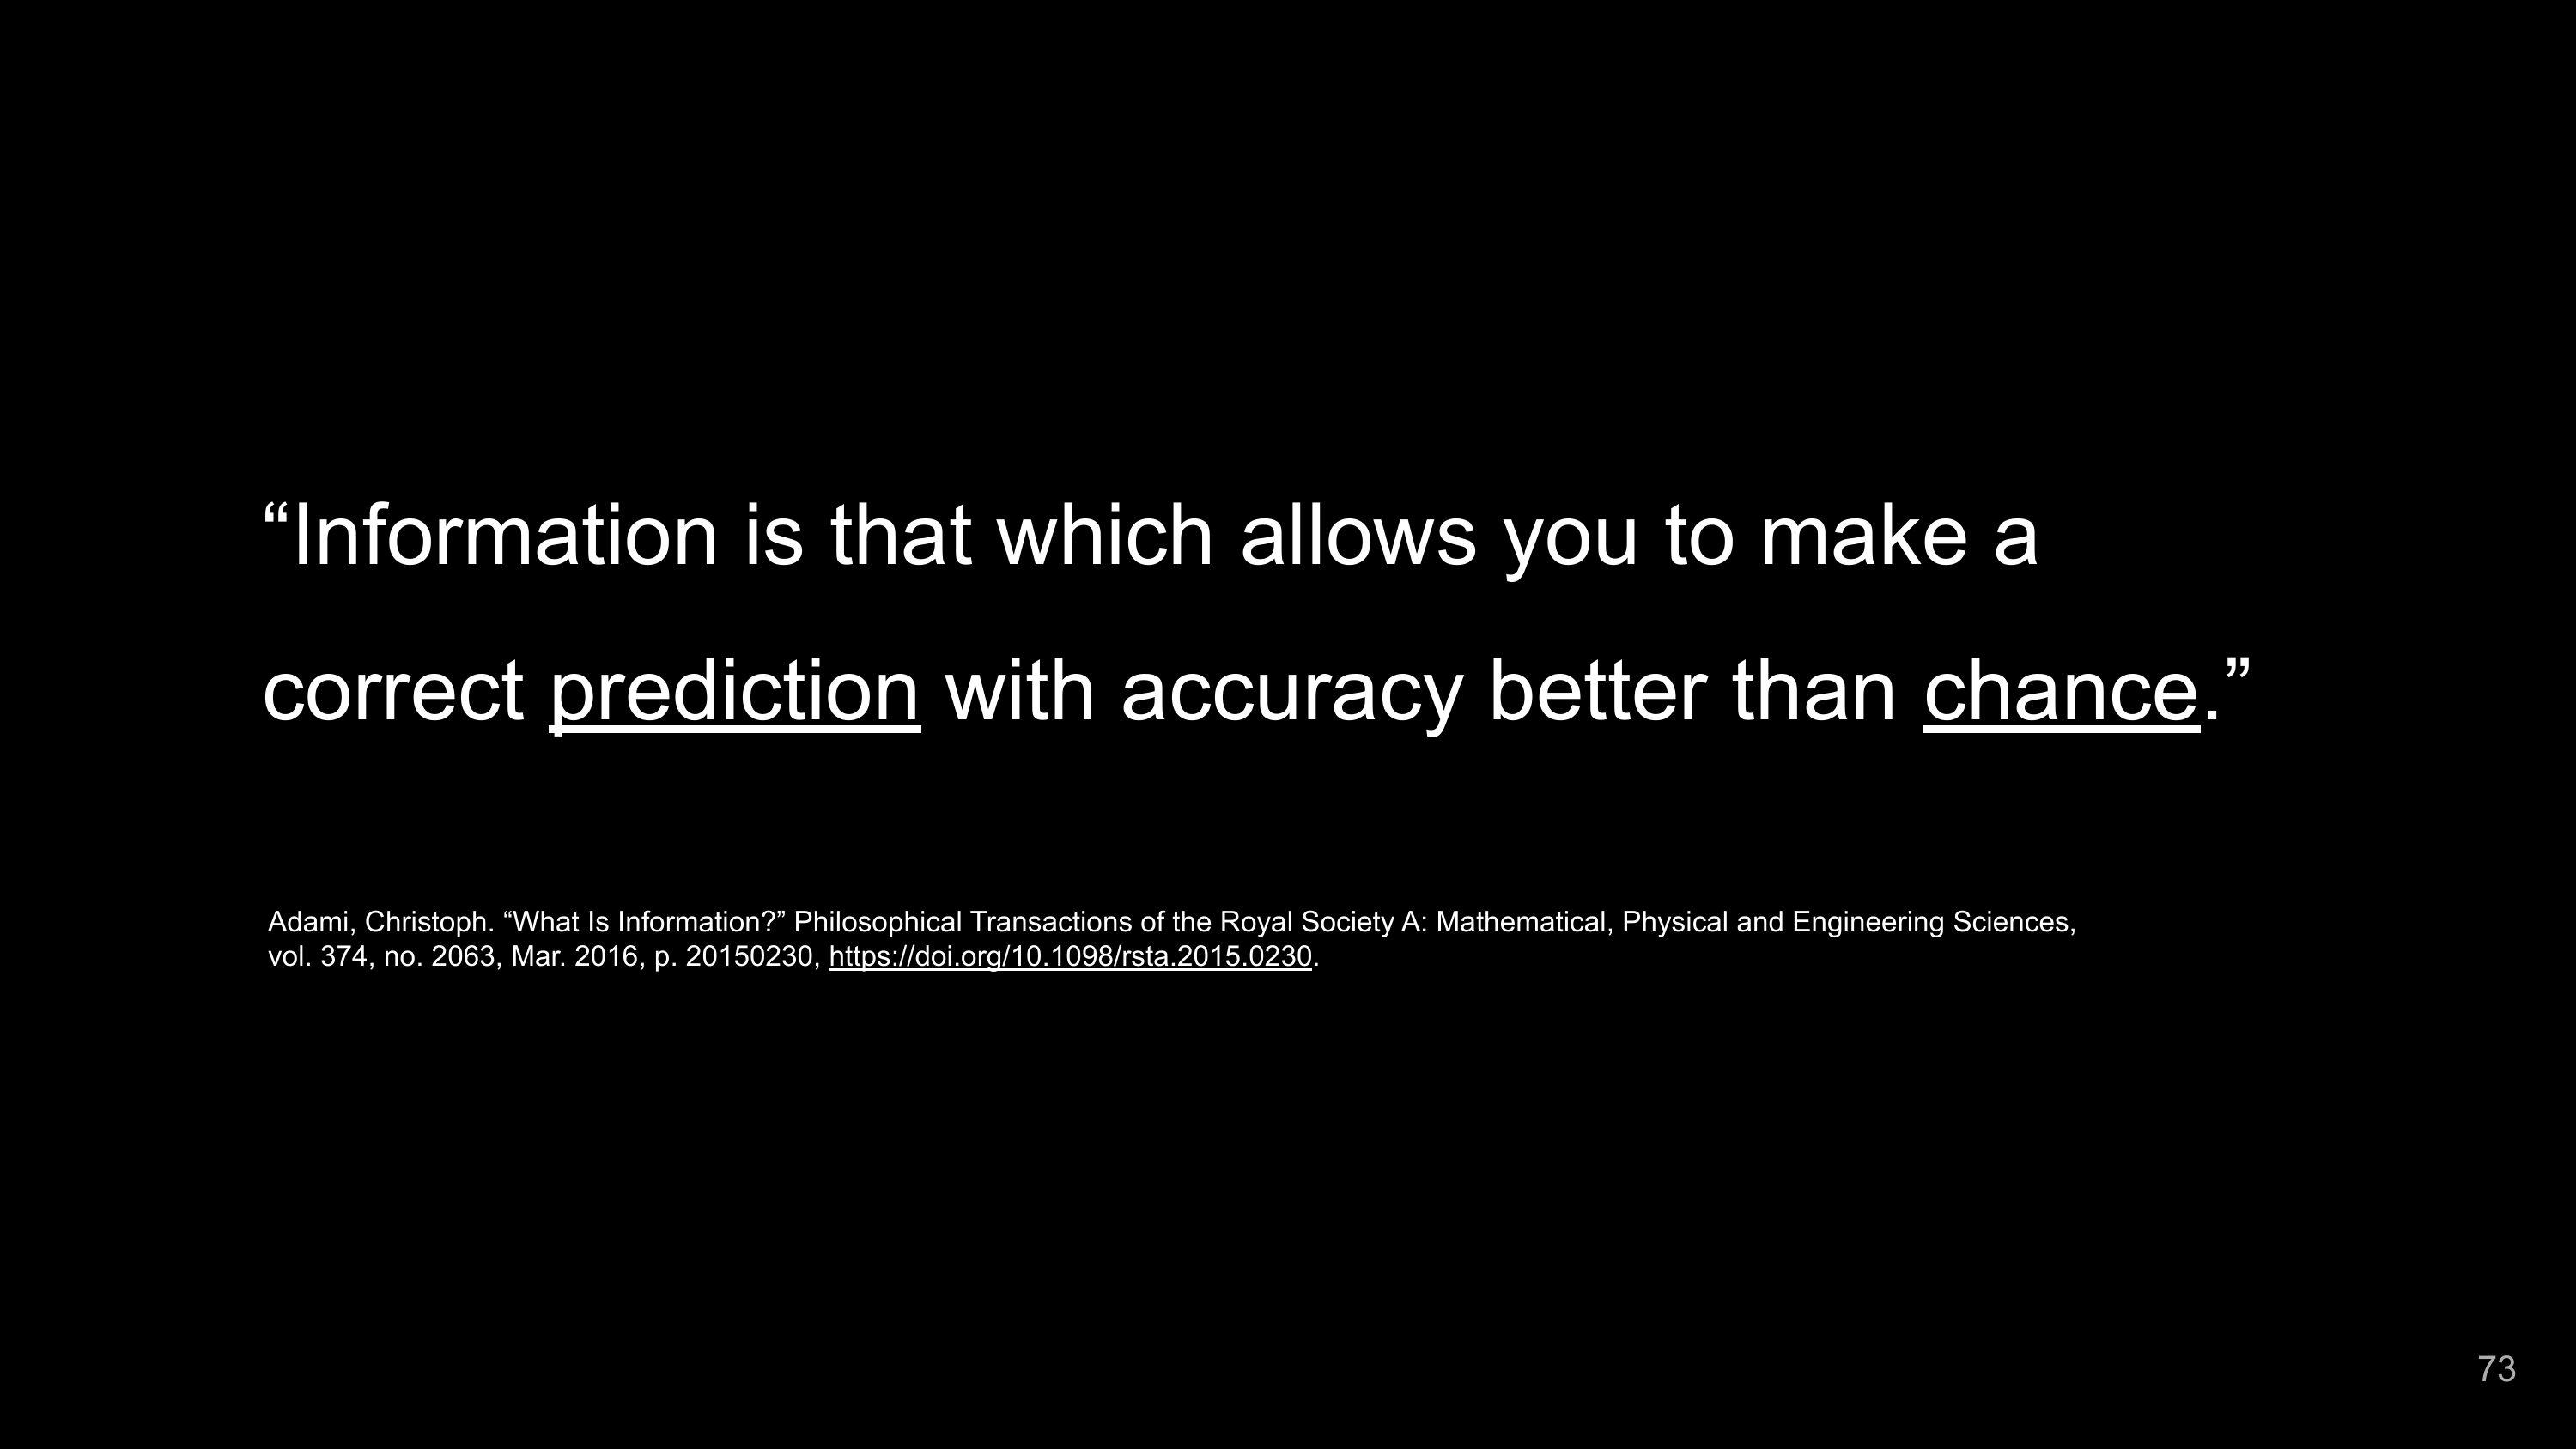 “Information is that which allows you to make a
correct prediction with accuracy better than chance.”
Adami, Christoph. “What Is Information?” Philosophical Transactions of the Royal Society A: Mathematical, Physical and Engineering Sciences,
vol. 374, no. 2063, Mar. 2016, p. 20150230, https://doi.org/10.1098/rsta.2015.0230.
73